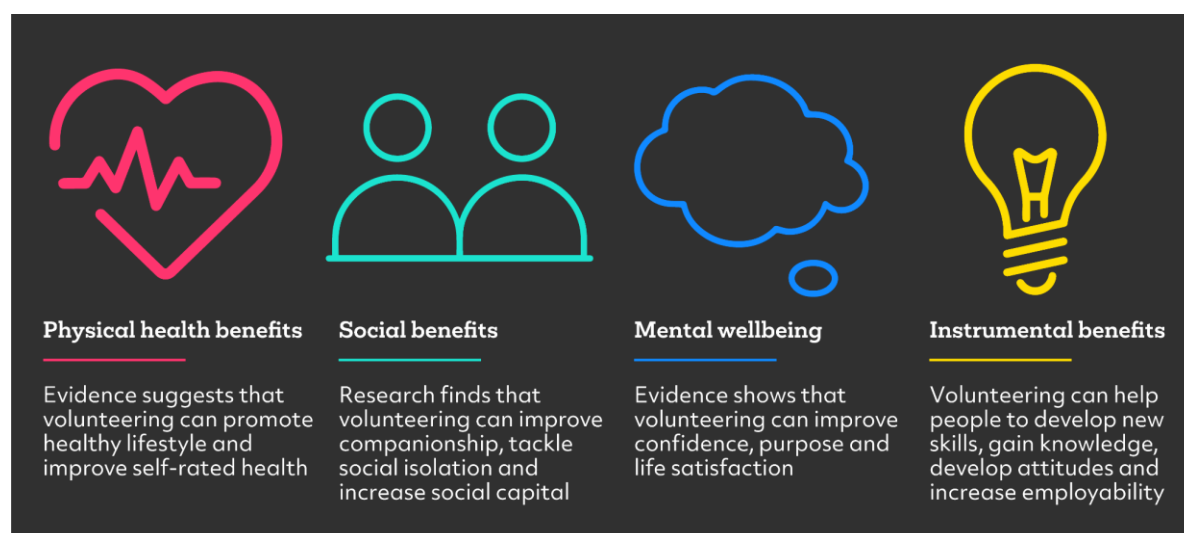 Physical health benefits
Evidence suggests that
volunteering can promote
healthy lifestyle and
improve self-rated health
Social benefits
Research finds that
volunteering can improve
companionship, tackle
social isolation and
increase social capital
Mental wellbeing
Evidence shows that
volunteering can improve
confidence, purpose and
life satisfaction
Instrumental benefits
Volunteering can help
people to develop new
skills, gain knowledge,
develop attitudes and
increase employability